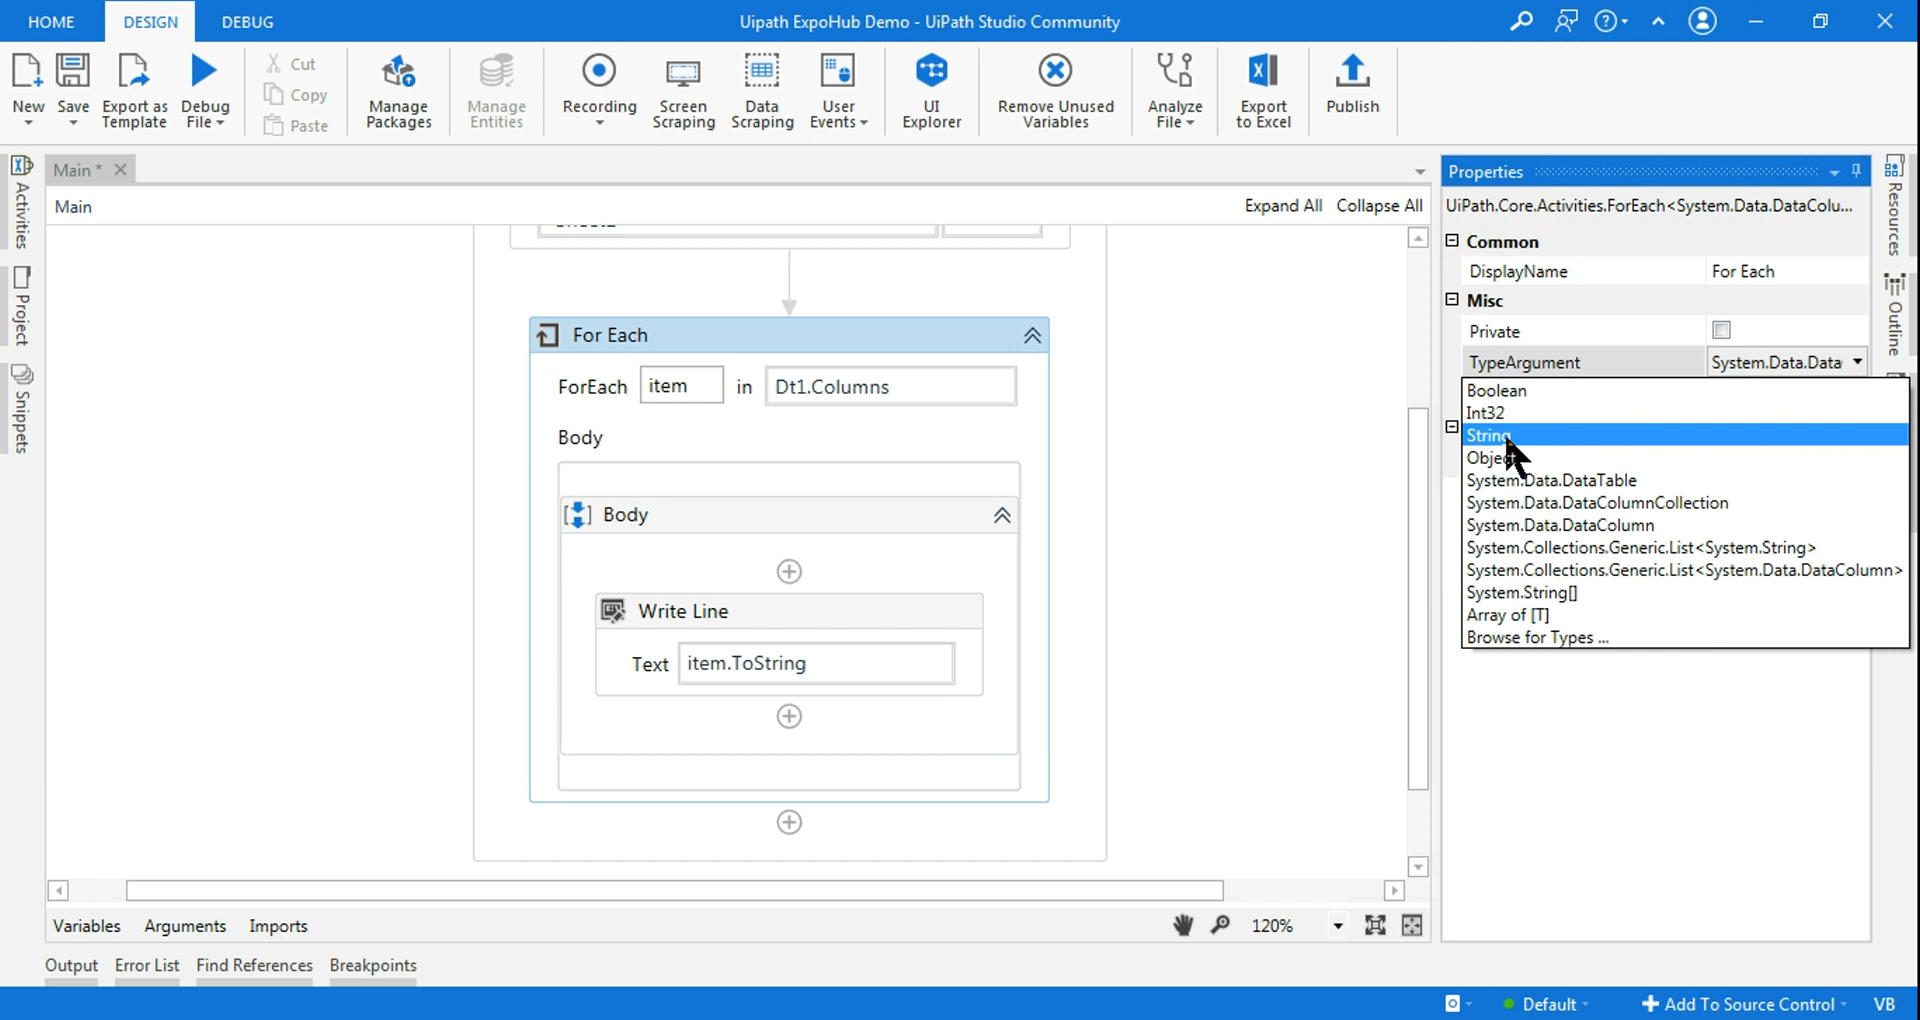 HOME
DESIGN
DEBUG
Uipath ExpoHub Demo - UiPath Studio Community
New
Save
Export as
Template
Debug
File
Cut
Copy
Paste
Manage
Packages
Manage
Entities
Recording
Screen
Scraping
Data
Scraping
User
Events
UI
Explorer
Remove Unused
Variables
Analyze
File
Export
to Excel
Publish
Activities
Project
Snippets
Main *
Main
Expand All
Collapse All
For Each
ForEach
item
in
Dt1.Columns
Body
Body
Write Line
Text
item.ToString
Variables
Arguments
Imports
120%
Properties
UiPath.Core.Activities.ForEach<System.Data.DataColu...
Common
DisplayName
For Each
Misc
Private
TypeArgument
System.Data.Data
Boolean
Int32
String
System.Data.DataTable
System.Data.DataColumnCollection
System.Data.DataColumn
System.Collections.Generic.List<System.String>
System.Collections.Generic.List<System.Data.DataColumn>
System.String[]
Array of [T]
Browse for Types ...
Resources
Outline
Output
Error List
Find References
Breakpoints
Default
Add To Source Control
VB